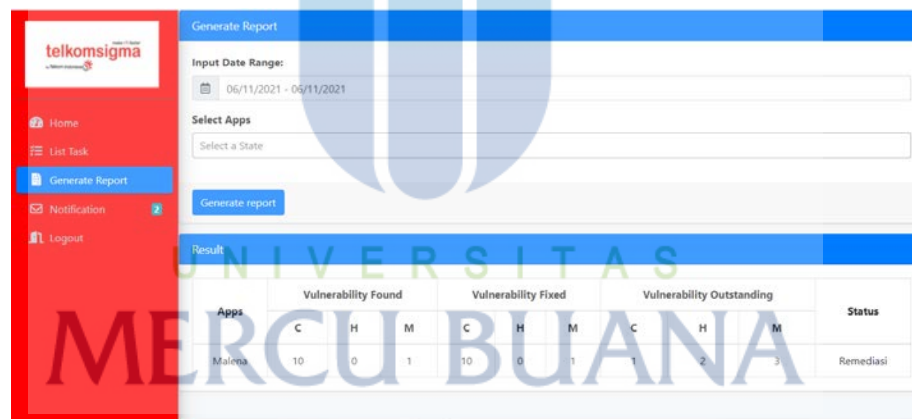 telkomsigma
Home
List Task
Generate Report
Notification 2
Logout
Generate Report
Input Date Range:
06/11/2021 - 06/11/2021
Select Apps
Select a State
Generate report
Result
Apps Vulnerability Found Vulnerability Fixed Vulnerability Outstanding Status
C H M C H M C H M
Malena 10 0 1 10 0 1 1 2 3 Remediasi
UNIVERSITAS
MERCU BUANA